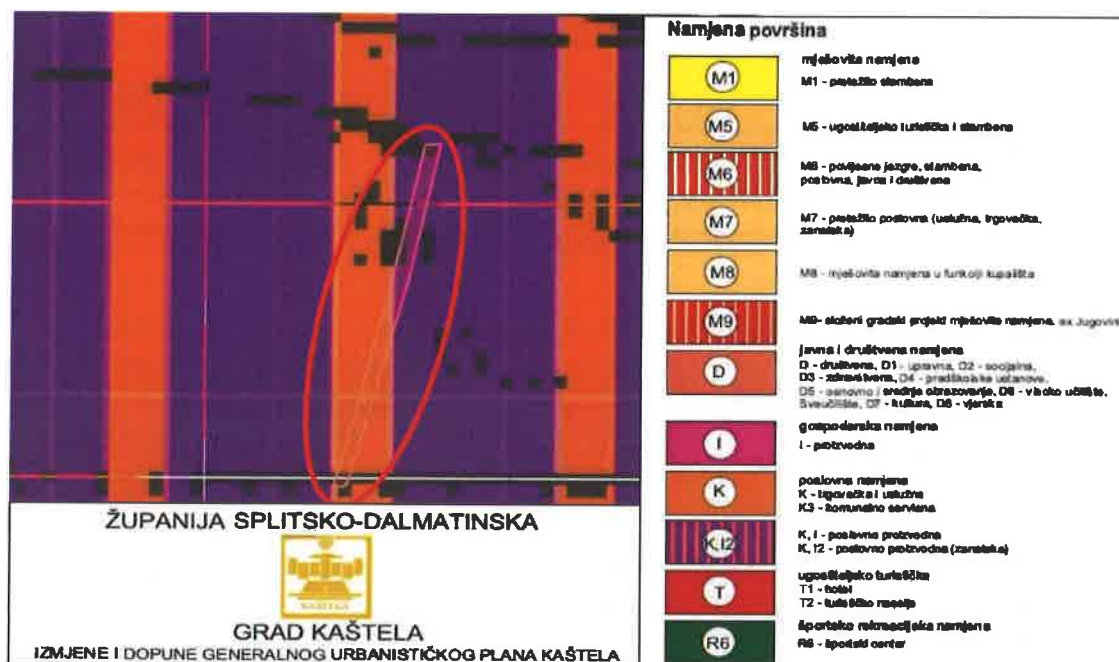 Namjena površina
mješovita namjena
M1
M1 - pretežito stambena
M5
M5 - ugostiteljsko turistička i stambena
M6
M6 - povijesne jezgre, stambena,
poslovna, javna i društvena
M7
M7 - pretežito poslovna (uslužna, trgovačka,
zanatska)
M8
M8 - mješovita namjena u funkciji kupališta
M9
M9- složeni gradski projekti mješovite namjene, ex Jugovinil
javna i društvena namjena
D
D - društvena, D1 - upravna, D2 - socijalna,
D3 - zdravstvena, D4 - predškolske ustanove,
D5 - osnovno i srednje obrazovanje, D6 - visoko učilište,
Sveučilište, D7 - kultura, D8 - vjerska
gospodarska namjena
I
I - proizvodna
poslovna namjena
K
K - trgovačka i uslužna
K3 - komunalno servisna
K,I2
K, I - poslovno proizvodna
K, I2 - poslovno proizvodna (zanatska)
ugostiteljsko turistička
T
T1 - hotel
T2 - turističko naselje
športsko rekreacijska namjena
R6
R6 - športski centar
ŽUPANIJA SPLITSKO-DALMATINSKA
KAŠTELA
GRAD KAŠTELA
IZMJENE I DOPUNE GENERALNOG URBANISTIČKOG PLANA KAŠTELA